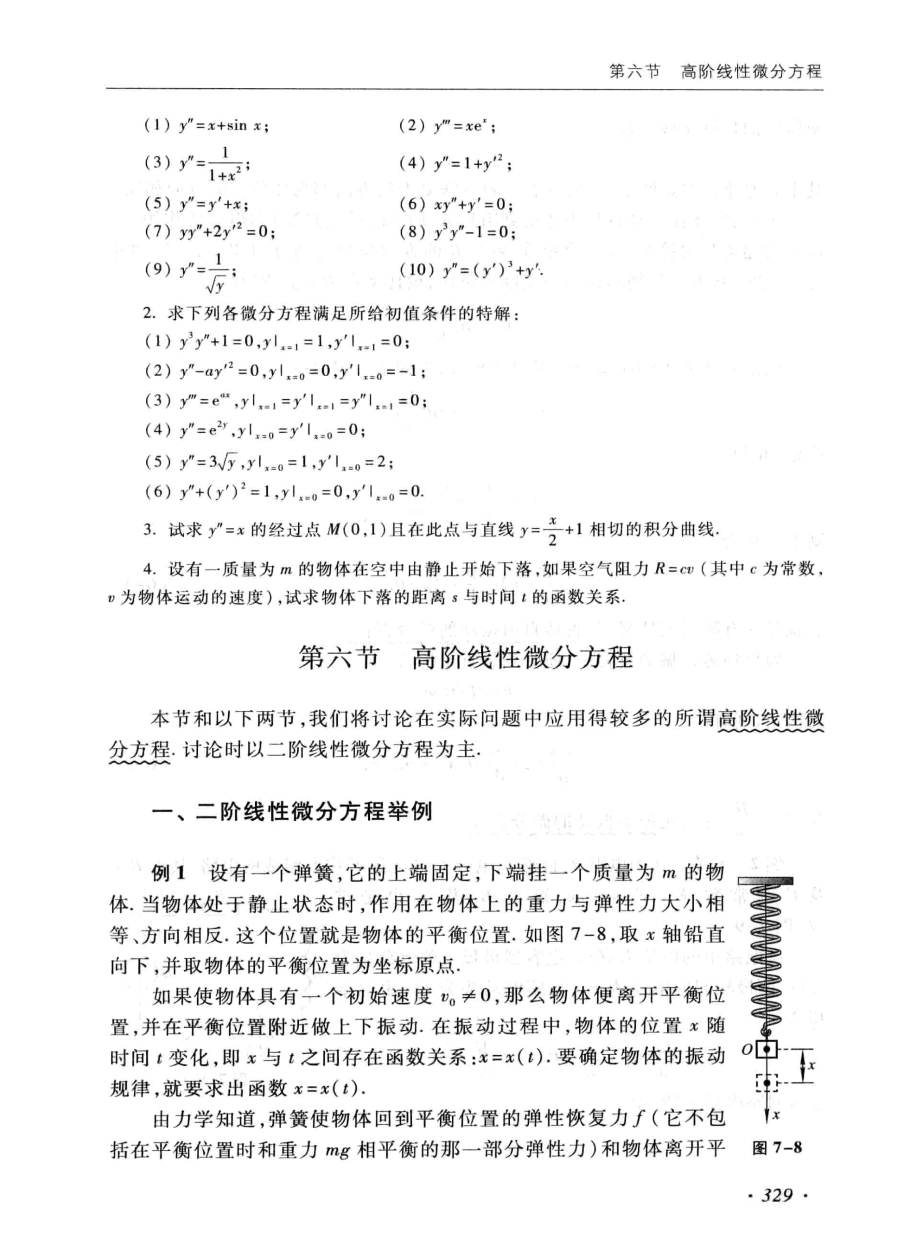 第六节　高阶线性微分方程
(1) y″=x+sin x;　(2) y‴=xeˣ;
(3) y″=1/(1+x²);　(4) y″=1+y′²;
(5) y″=y′+x;　(6) xy″+y′=0;
(7) yy″+2y′²=0;　(8) y³y″-1=0;
(9) y″=1/√y;　(10) y″=(y′)³+y′.
2. 求下列各微分方程满足所给初值条件的特解:
(1) y³y″+1=0,y|ₓ₌₁=1,y′|ₓ₌₁=0;
(2) y″-ay′²=0,y|ₓ₌₀=0,y′|ₓ₌₀=-1;
(3) y‴=eᵃˣ,y|ₓ₌₁=y′|ₓ₌₁=y″|ₓ₌₁=0;
(4) y″=e²ʸ,y|ₓ₌₀=y′|ₓ₌₀=0;
(5) y″=3√y,y|ₓ₌₀=1,y′|ₓ₌₀=2;
(6) y″+(y′)²=1,y|ₓ₌₀=0,y′|ₓ₌₀=0.
3. 试求 y″=x 的经过点 M(0,1)且在此点与直线 y=x/2+1 相切的积分曲线.
4. 设有一质量为 m 的物体在空中由静止开始下落,如果空气阻力 R=cv(其中 c 为常数,
v 为物体运动的速度),试求物体下落的距离 s 与时间 t 的函数关系.
第六节　高阶线性微分方程
本节和以下两节,我们将讨论在实际问题中应用得较多的所谓高阶线性微
分方程. 讨论时以二阶线性微分方程为主.
一、二阶线性微分方程举例
例 1　设有一个弹簧,它的上端固定,下端挂一个质量为 m 的物
体. 当物体处于静止状态时,作用在物体上的重力与弹性力大小相
等、方向相反. 这个位置就是物体的平衡位置. 如图 7-8,取 x 轴铅直
向下,并取物体的平衡位置为坐标原点.
如果使物体具有一个初始速度 v₀≠0,那么物体便离开平衡位
置,并在平衡位置附近做上下振动. 在振动过程中,物体的位置 x 随
时间 t 变化,即 x 与 t 之间存在函数关系:x=x(t). 要确定物体的振动
规律,就要求出函数 x=x(t).
由力学知道,弹簧使物体回到平衡位置的弹性恢复力 f(它不包
括在平衡位置时和重力 mg 相平衡的那一部分弹性力)和物体离开平
O
x
x
图 7-8
· 329 ·